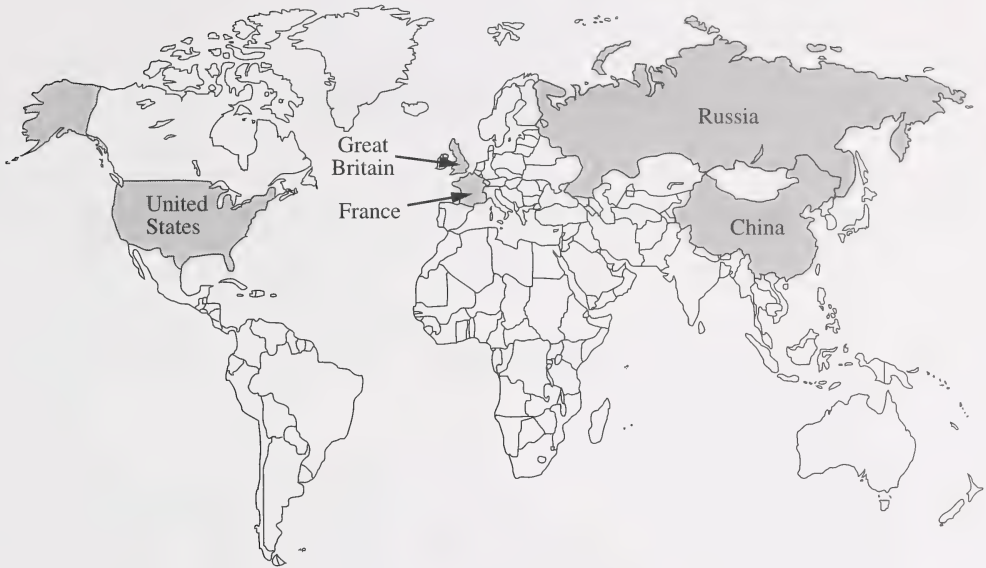 Russia
Great
Britain
United
States
France
China